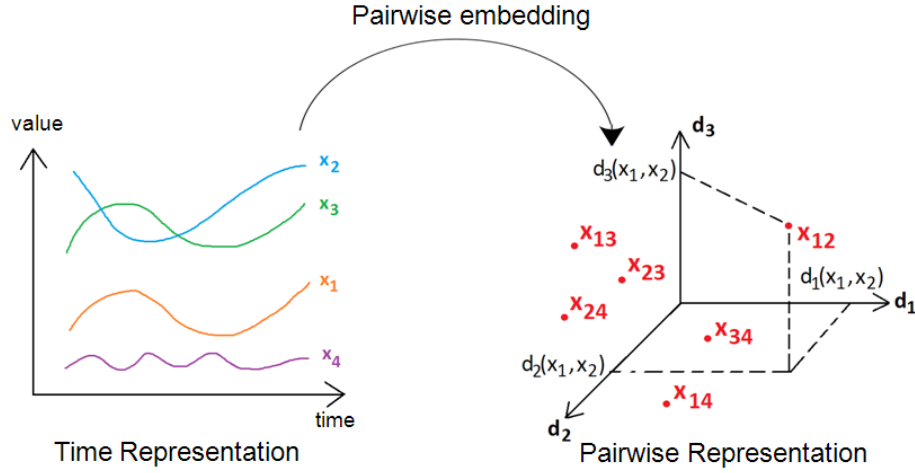 Pairwise embedding
value
x2
x3
x1
x4
time
Time Representation
d3
d3(x1,x2)
x12
x13
x23
d1(x1,x2)
d1
x24
x34
d2(x1,x2)
x14
d2
Pairwise Representation